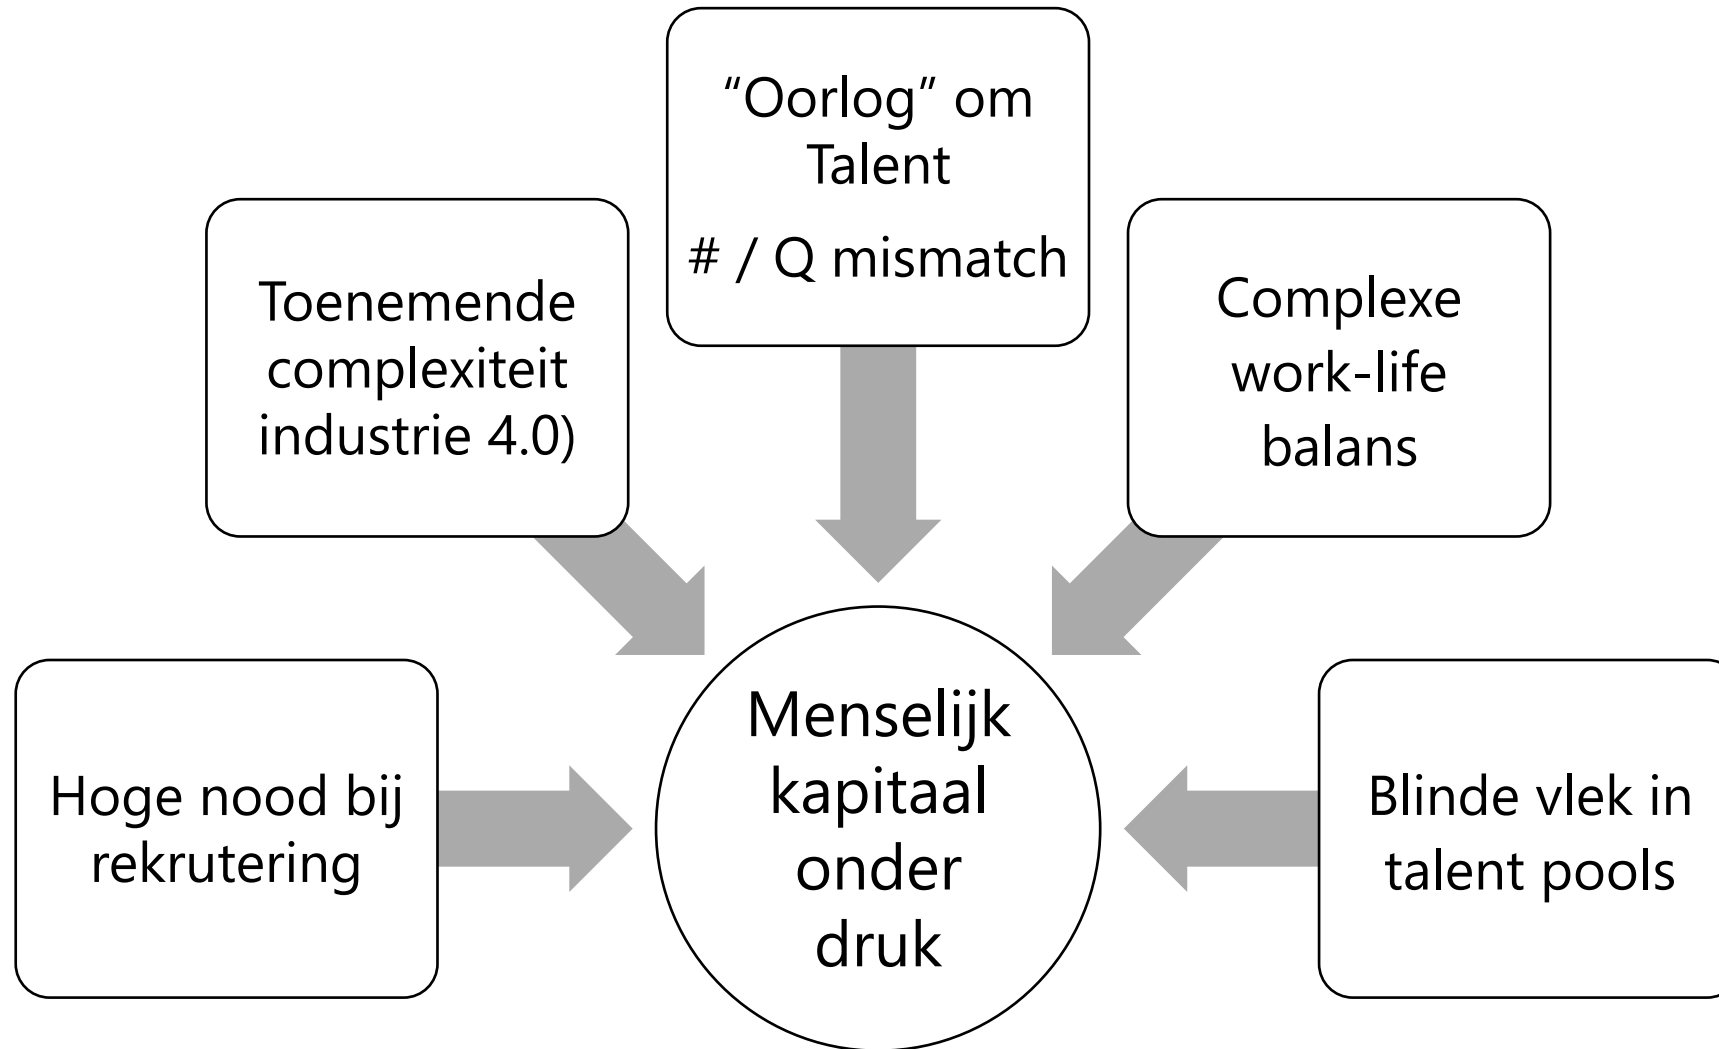 “Oorlog” om
Talent
# / Q mismatch
Toenemende
complexiteit
industrie 4.0)
Complexe
work-life
balans
Hoge nood bij
rekrutering
Menselijk
kapitaal
onder
druk
Blinde vlek in
talent pools